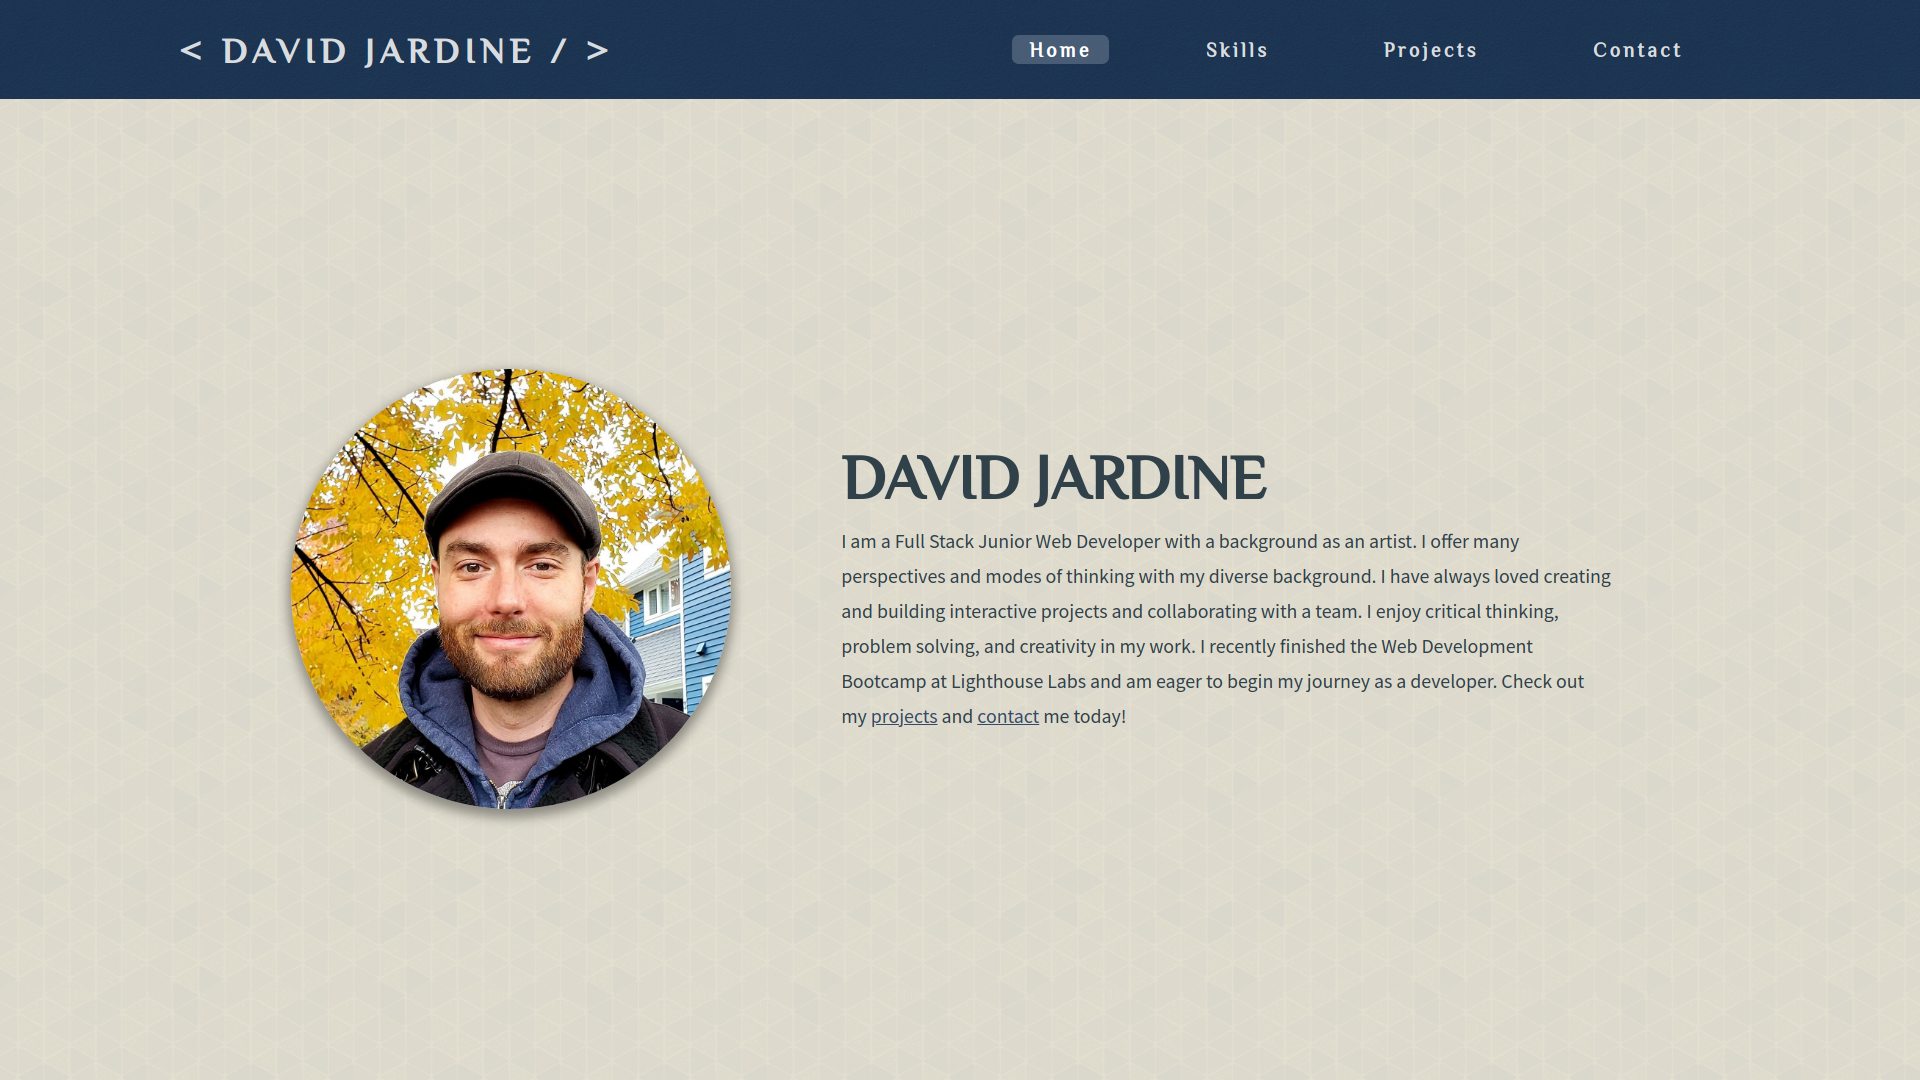 < DAVID JARDINE / >
Home
Skills
Projects
Contact
DAVID JARDINE
I am a Full Stack Junior Web Developer with a background as an artist. I offer many
perspectives and modes of thinking with my diverse background. I have always loved creating
and building interactive projects and collaborating with a team. I enjoy critical thinking,
problem solving, and creativity in my work. I recently finished the Web Development
Bootcamp at Lighthouse Labs and am eager to begin my journey as a developer. Check out
my projects and contact me today!